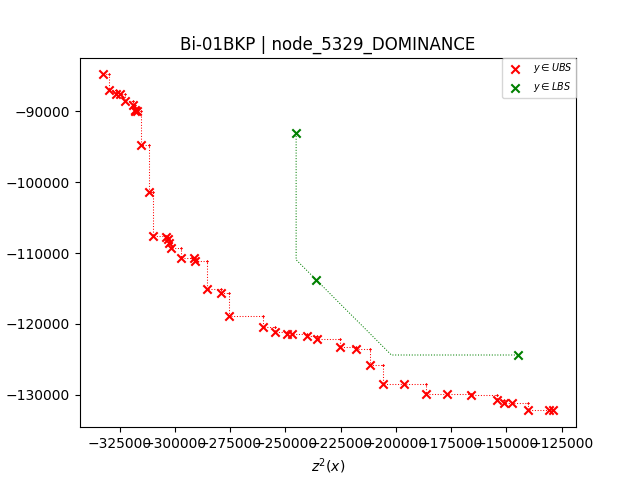 Bi-01BKP | node_5329_DOMINANCE
y ∈ UBS
y ∈ LBS
−90000
−100000
−110000
−120000
−130000
−325000 −300000 −275000 −250000 −225000 −200000 −175000 −150000 −125000
z²(x)